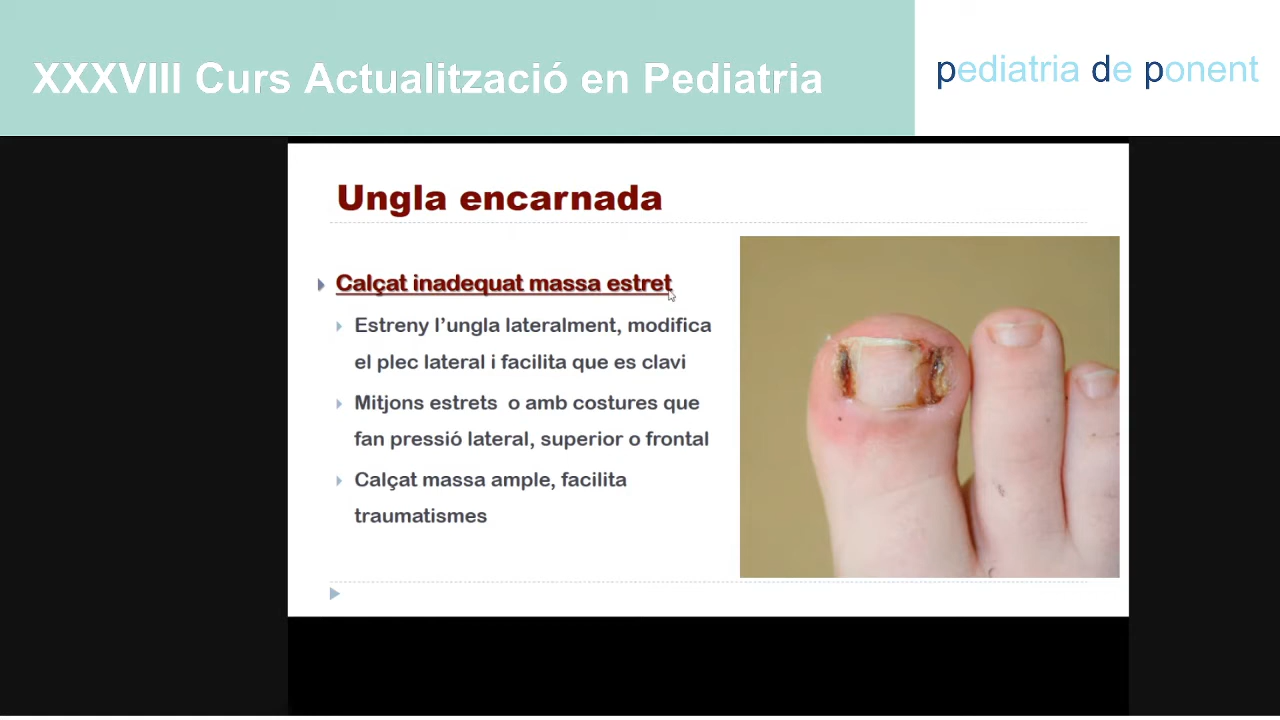 XXXVIII Curs Actualització en Pediatria
pediatria de ponent
Ungla encarnada
Calçat inadequat massa estret
Estreny l’ungla lateralment, modifica
el plec lateral i facilita que es clavi
Mitjons estrets o amb costures que
fan pressió lateral, superior o frontal
Calçat massa ample, facilita
traumatismes